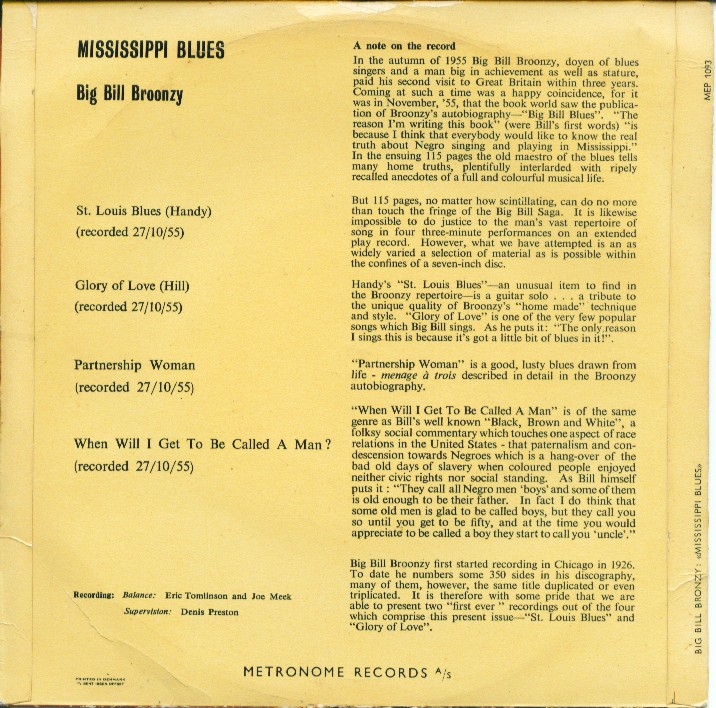 MISSISSIPPI BLUES
Big Bill Broonzy
St. Louis Blues (Handy)
(recorded 27/10/55)
Glory of Love (Hill)
(recorded 27/10/55)
Partnership Woman
(recorded 27/10/55)
When Will I Get To Be Called A Man?
(recorded 27/10/55)
Recording: Balance: Eric Tomlinson and Joe Meek
Supervision: Denis Preston
A note on the record
In the autumn of 1955 Big Bill Broonzy, doyen of blues
singers and a man big in achievement as well as stature,
paid his second visit to Great Britain within three years.
Coming at such a time was a happy coincidence, for it
was in November, '55, that the book world saw the publica-
tion of Broonzy's autobiography—"Big Bill Blues". "The
reason I'm writing this book" (were Bill's first words) "is
because I think that everybody would like to know the real
truth about Negro singing and playing in Mississippi."
In the ensuing 115 pages the old maestro of the blues tells
many home truths, plentifully interlarded with ripely
recalled anecdotes of a full and colourful musical life.
But 115 pages, no matter how scintillating, can do no more
than touch the fringe of the Big Bill Saga. It is likewise
impossible to do justice to the man's vast repertoire of
song in four three-minute performances on an extended
play record. However, what we have attempted is an as
widely varied a selection of material as is possible within
the confines of a seven-inch disc.
Handy's "St. Louis Blues"—an unusual item to find in
the Broonzy repertoire—is a guitar solo . . . a tribute to
the unique quality of Broonzy's "home made" technique
and style. "Glory of Love" is one of the very few popular
songs which Big Bill sings. As he puts it: "The only reason
I sings this is because it's got a little bit of blues in it!".
"Partnership Woman" is a good, lusty blues drawn from
life - menage à trois described in detail in the Broonzy
autobiography.
"When Will I Get To Be Called A Man" is of the same
genre as Bill's well known "Black, Brown and White", a
folksy social commentary which touches one aspect of race
relations in the United States - that paternalism and con-
descension towards Negroes which is a hang-over of the
bad old days of slavery when coloured people enjoyed
neither civic rights nor social standing. As Bill himself
puts it : "They call all Negro men 'boys' and some of them
is old enough to be their father. In fact I do think that
some old men is glad to be called boys, but they call you
so until you get to be fifty, and at the time you would
appreciate to be called a boy they start to call you 'uncle'."
Big Bill Broonzy first started recording in Chicago in 1926.
To date he numbers some 350 sides in his discography,
many of them, however, the same title duplicated or even
triplicated. It is therefore with some pride that we are
able to present two "first ever" recordings out of the four
which comprise this present issue—"St. Louis Blues" and
"Glory of Love".
METRONOME RECORDS A/S
PRINTED IN DENMARK
MEP 1093
BIG BILL BRONZY: «MISSISSIPPI BLUES»